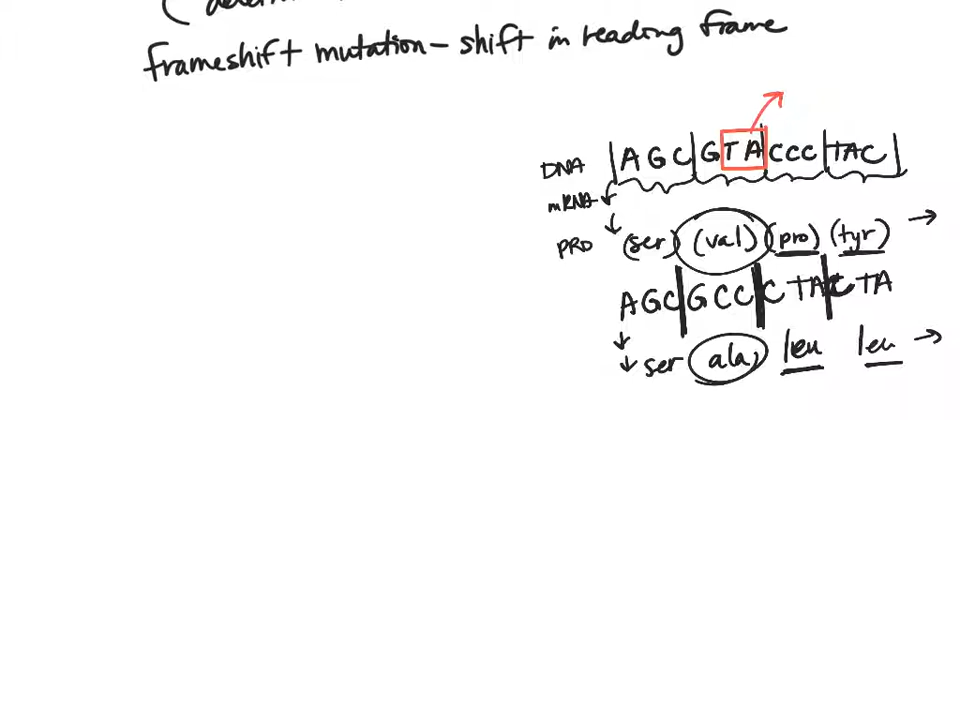 frameshift mutation – shift in reading frame
DNA |AGC|GTA|CCC|TAC|
mRNA
PRO (ser) (val) (pro) (tyr) →
AGC|GCC|CTA|CTA
ser ala leu leu →